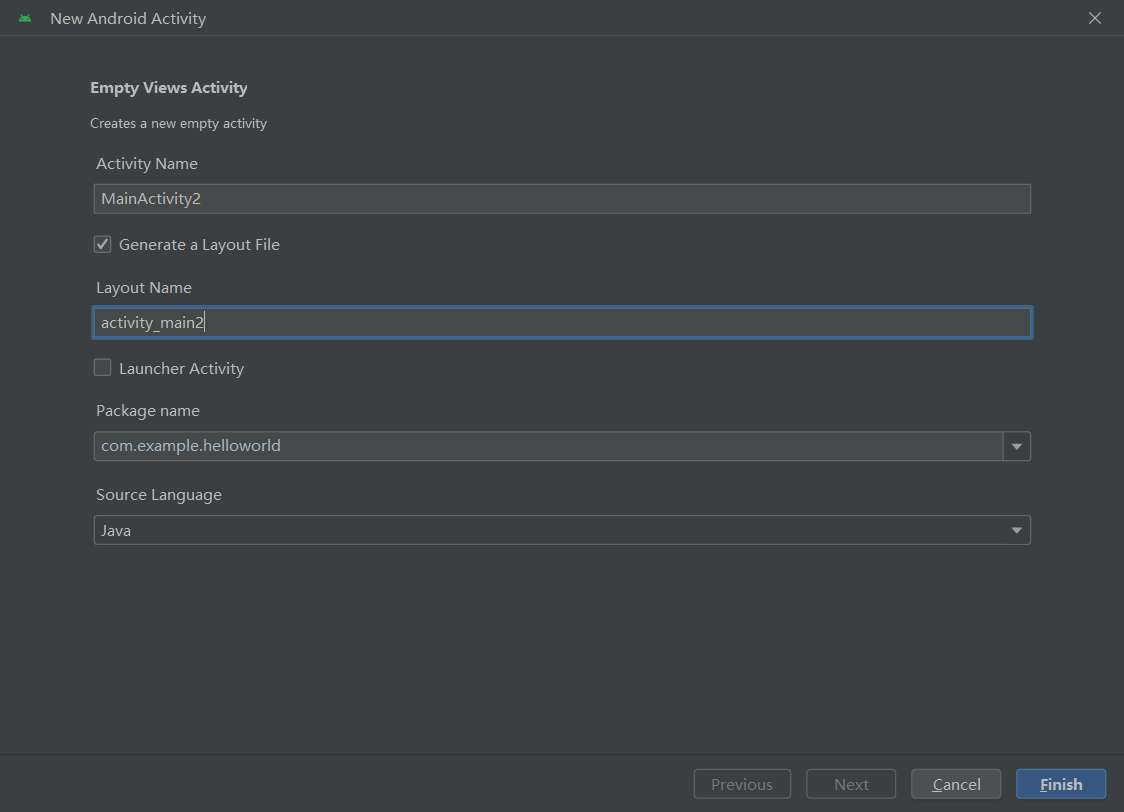 New Android Activity
Empty Views Activity
Creates a new empty activity
Activity Name
MainActivity2
Generate a Layout File
Layout Name
activity_main2
Launcher Activity
Package name
com.example.helloworld
Source Language
Java
Previous Next Cancel Finish